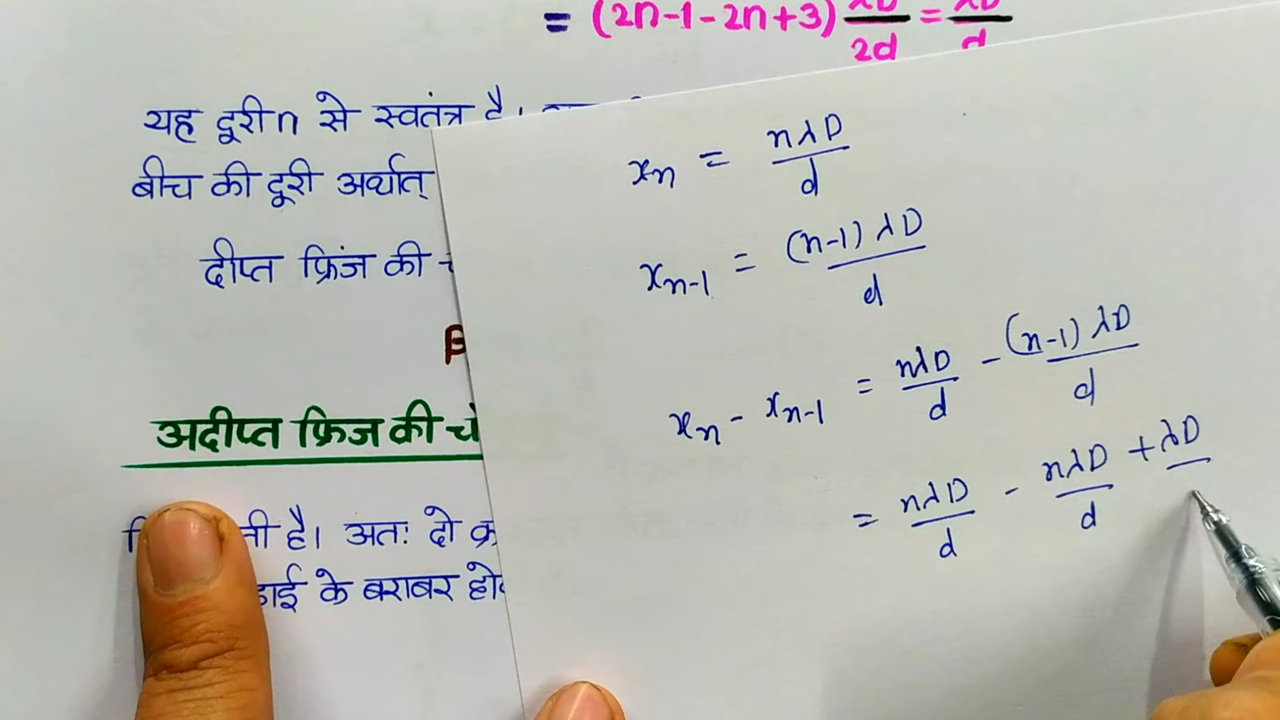 = (2n-1-2n+3) λD/2d = λD/d
यह दूरी n से स्वतंत्र है।
बीच की दूरी अर्थात्
दीप्त फ्रिंज की
β
अदीप्त फ्रिंज की
है। अतः दो
के बराबर
xn = nλD/d
xn-1 = (n-1) λD/d
xn - xn-1 = nλD/d - (n-1) λD/d
= nλD/d - nλD/d + λD/